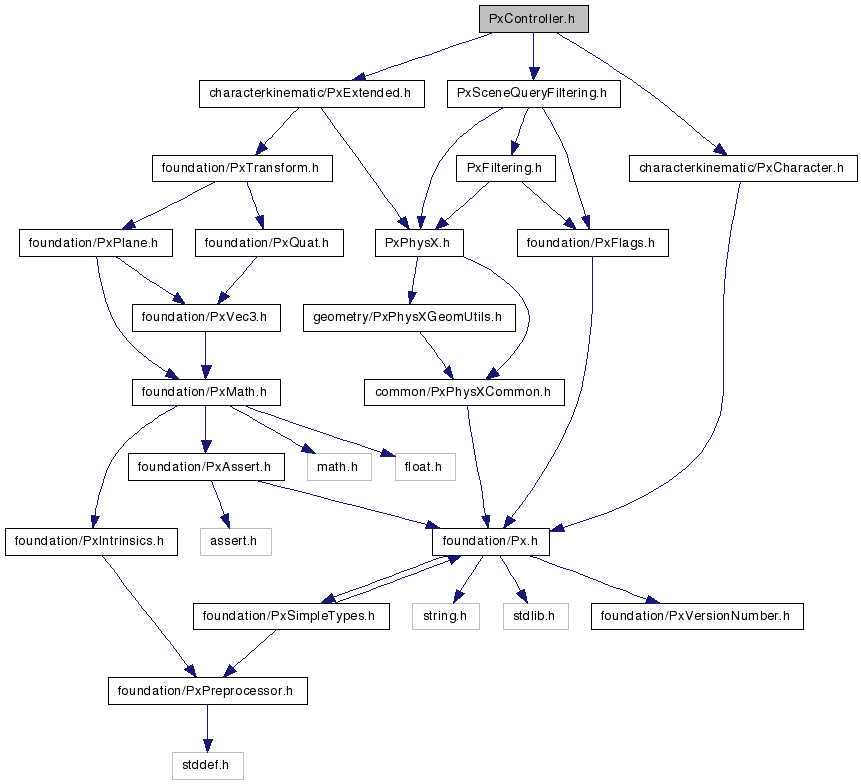 PxController.h
characterkinematic/PxExtended.h
PxSceneQueryFiltering.h
foundation/PxTransform.h
PxFiltering.h
characterkinematic/PxCharacter.h
foundation/PxPlane.h
foundation/PxQuat.h
PxPhysX.h
foundation/PxFlags.h
foundation/PxVec3.h
geometry/PxPhysXGeomUtils.h
foundation/PxMath.h
common/PxPhysXCommon.h
foundation/PxAssert.h
math.h
float.h
foundation/PxIntrinsics.h
assert.h
foundation/Px.h
foundation/PxSimpleTypes.h
string.h
stdlib.h
foundation/PxVersionNumber.h
foundation/PxPreprocessor.h
stddef.h